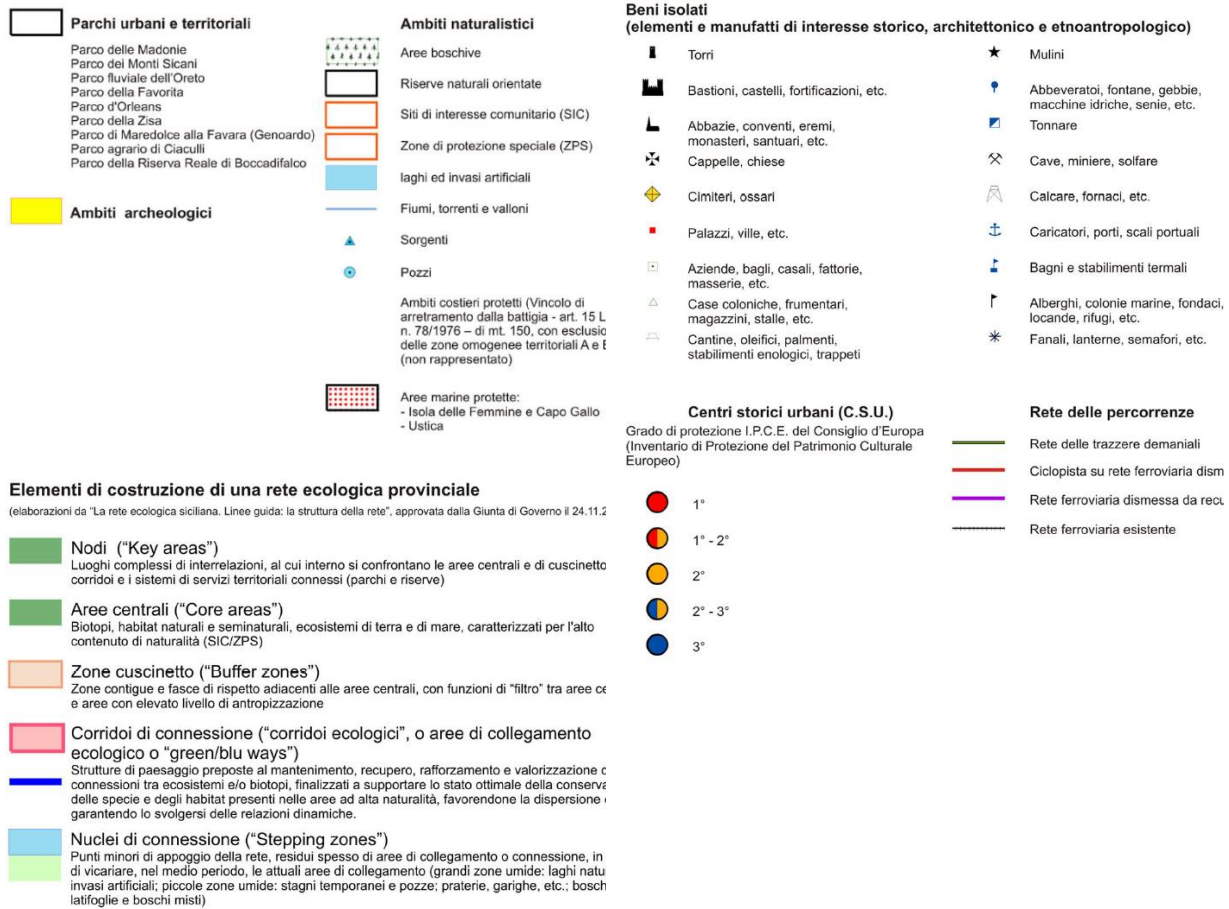 Parchi urbani e territoriali
Parco delle Madonie
Parco dei Monti Sicani
Parco fluviale dell'Oreto
Parco della Favorita
Parco d'Orleans
Parco della Zisa
Parco di Maredolce alla Favara (Genoardo)
Parco agrario di Ciaculli
Parco della Riserva Reale di Boccadifalco
Ambiti archeologici
Ambiti naturalistici
Aree boschive
Riserve naturali orientate
Siti di interesse comunitario (SIC)
Zone di protezione speciale (ZPS)
laghi ed invasi artificiali
Fiumi, torrenti e valloni
Sorgenti
Pozzi
Ambiti costieri protetti (Vincolo di
arretramento dalla battigia - art. 15 L
n. 78/1976 – di mt. 150, con esclusio
delle zone omogenee territoriali A e
(non rappresentato)
Aree marine protette:
- Isola delle Femmine e Capo Gallo
- Ustica
Elementi di costruzione di una rete ecologica provinciale
(elaborazioni da "La rete ecologica siciliana. Linee guida: la struttura della rete", approvata dalla Giunta di Governo il 24.11.2
Nodi ("Key areas")
Luoghi complessi di interrelazioni, al cui interno si confrontano le aree centrali e di cuscinetto
corridoi e i sistemi di servizi territoriali connessi (parchi e riserve)
Aree centrali ("Core areas")
Biotopi, habitat naturali e seminaturali, ecosistemi di terra e di mare, caratterizzati per l'alto
contenuto di naturalità (SIC/ZPS)
Zone cuscinetto ("Buffer zones")
Zone contigue e fasce di rispetto adiacenti alle aree centrali, con funzioni di "filtro" tra aree ce
e aree con elevato livello di antropizzazione
Corridoi di connessione ("corridoi ecologici", o aree di collegamento
ecologico o "green/blu ways")
Strutture di paesaggio preposte al mantenimento, recupero, rafforzamento e valorizzazione
connessioni tra ecosistemi e/o biotopi, finalizzati a supportare lo stato ottimale della conserva
delle specie e degli habitat presenti nelle aree ad alta naturalità, favorendone la dispersione
garantendo lo svolgersi delle relazioni dinamiche.
Nuclei di connessione ("Stepping zones")
Punti minori di appoggio della rete, residui spesso di aree di collegamento o connessione, in
di vicariare, nel medio periodo, le attuali aree di collegamento (grandi zone umide: laghi natu
invasi artificiali; piccole zone umide: stagni temporanei e pozze; praterie, garighe, etc.; bosch
latifoglie e boschi misti)
Beni isolati
(elementi e manufatti di interesse storico, architettonico e etnoantropologico)
Torri
Bastioni, castelli, fortificazioni, etc.
Abbazie, conventi, eremi,
monasteri, santuari, etc.
Cappelle, chiese
Cimiteri, ossari
Palazzi, ville, etc.
Aziende, bagli, casali, fattorie,
masserie, etc.
Case coloniche, frumentari,
magazzini, stalle, etc.
Cantine, oleifici, palmenti,
stabilimenti enologici, trappeti
Mulini
Abbeveratoi, fontane, gebbie,
macchine idriche, senie, etc.
Tonnare
Cave, miniere, solfare
Calcare, fornaci, etc.
Caricatori, porti, scali portuali
Bagni e stabilimenti termali
Alberghi, colonie marine, fondaci,
locande, rifugi, etc.
Fanali, lanterne, semafori, etc.
Centri storici urbani (C.S.U.)
Grado di protezione I.P.C.E. del Consiglio d'Europa
(Inventario di Protezione del Patrimonio Culturale
Europeo)
1°
1° - 2°
2°
2° - 3°
3°
Rete delle percorrenze
Rete delle trazzere demaniali
Ciclopista su rete ferroviaria dism
Rete ferroviaria dismessa da recu
Rete ferroviaria esistente